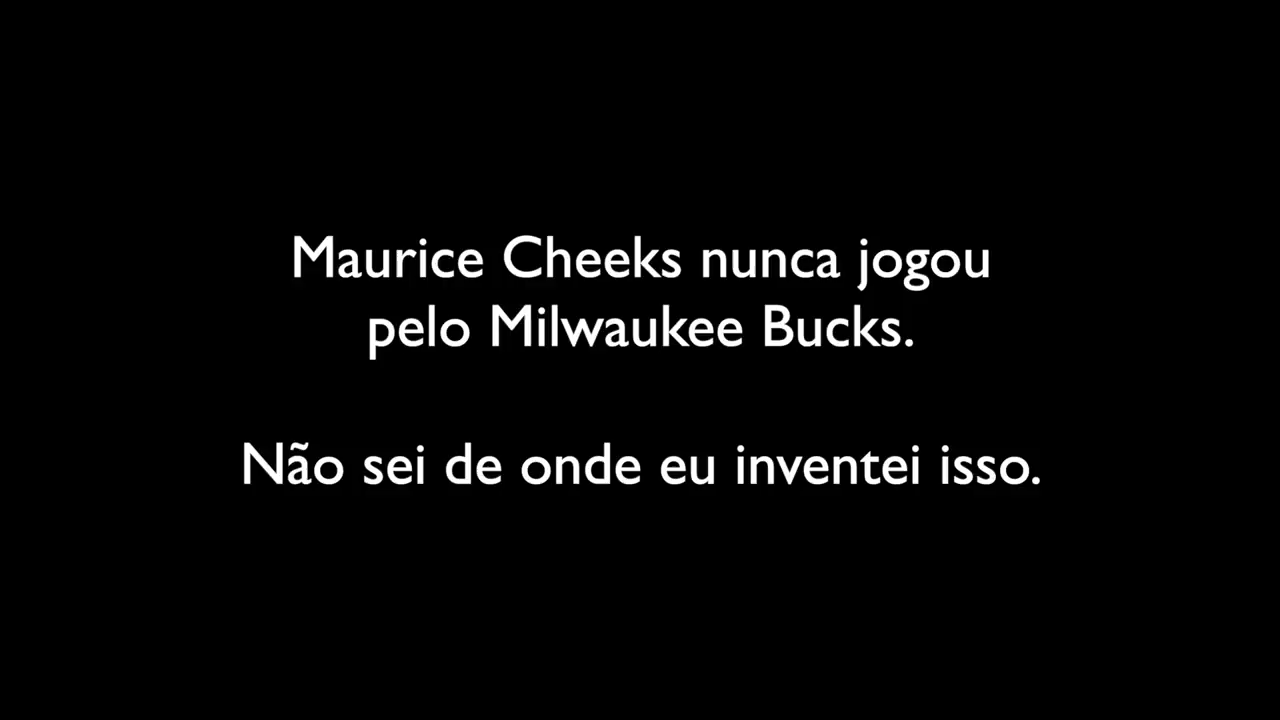 Maurice Cheeks nunca jogou
pelo Milwaukee Bucks.
Não sei de onde eu inventei isso.